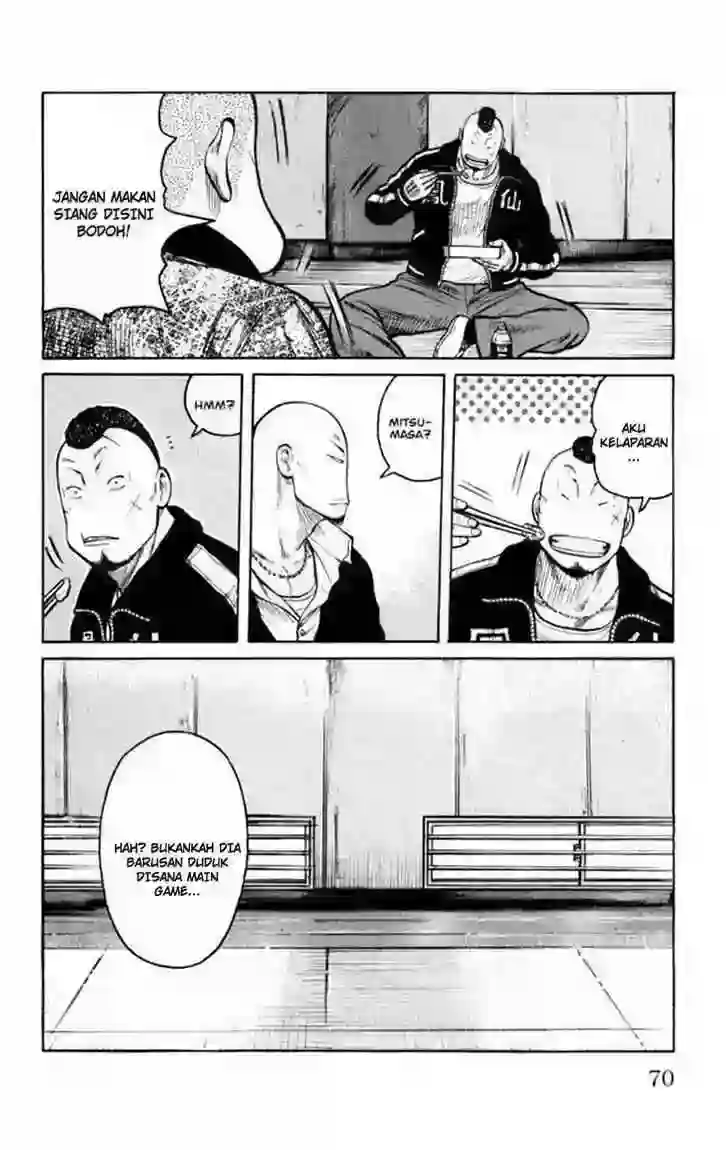 JANGAN MAKAN
SIANG DISINI
BODOH!
仙
AKU
KELAPARAN
...
MITSU-
MASA?
HMM?
HAH? BUKANKAH DIA
BARUSAN DUDUK
DISANA MAIN
GAME...
70